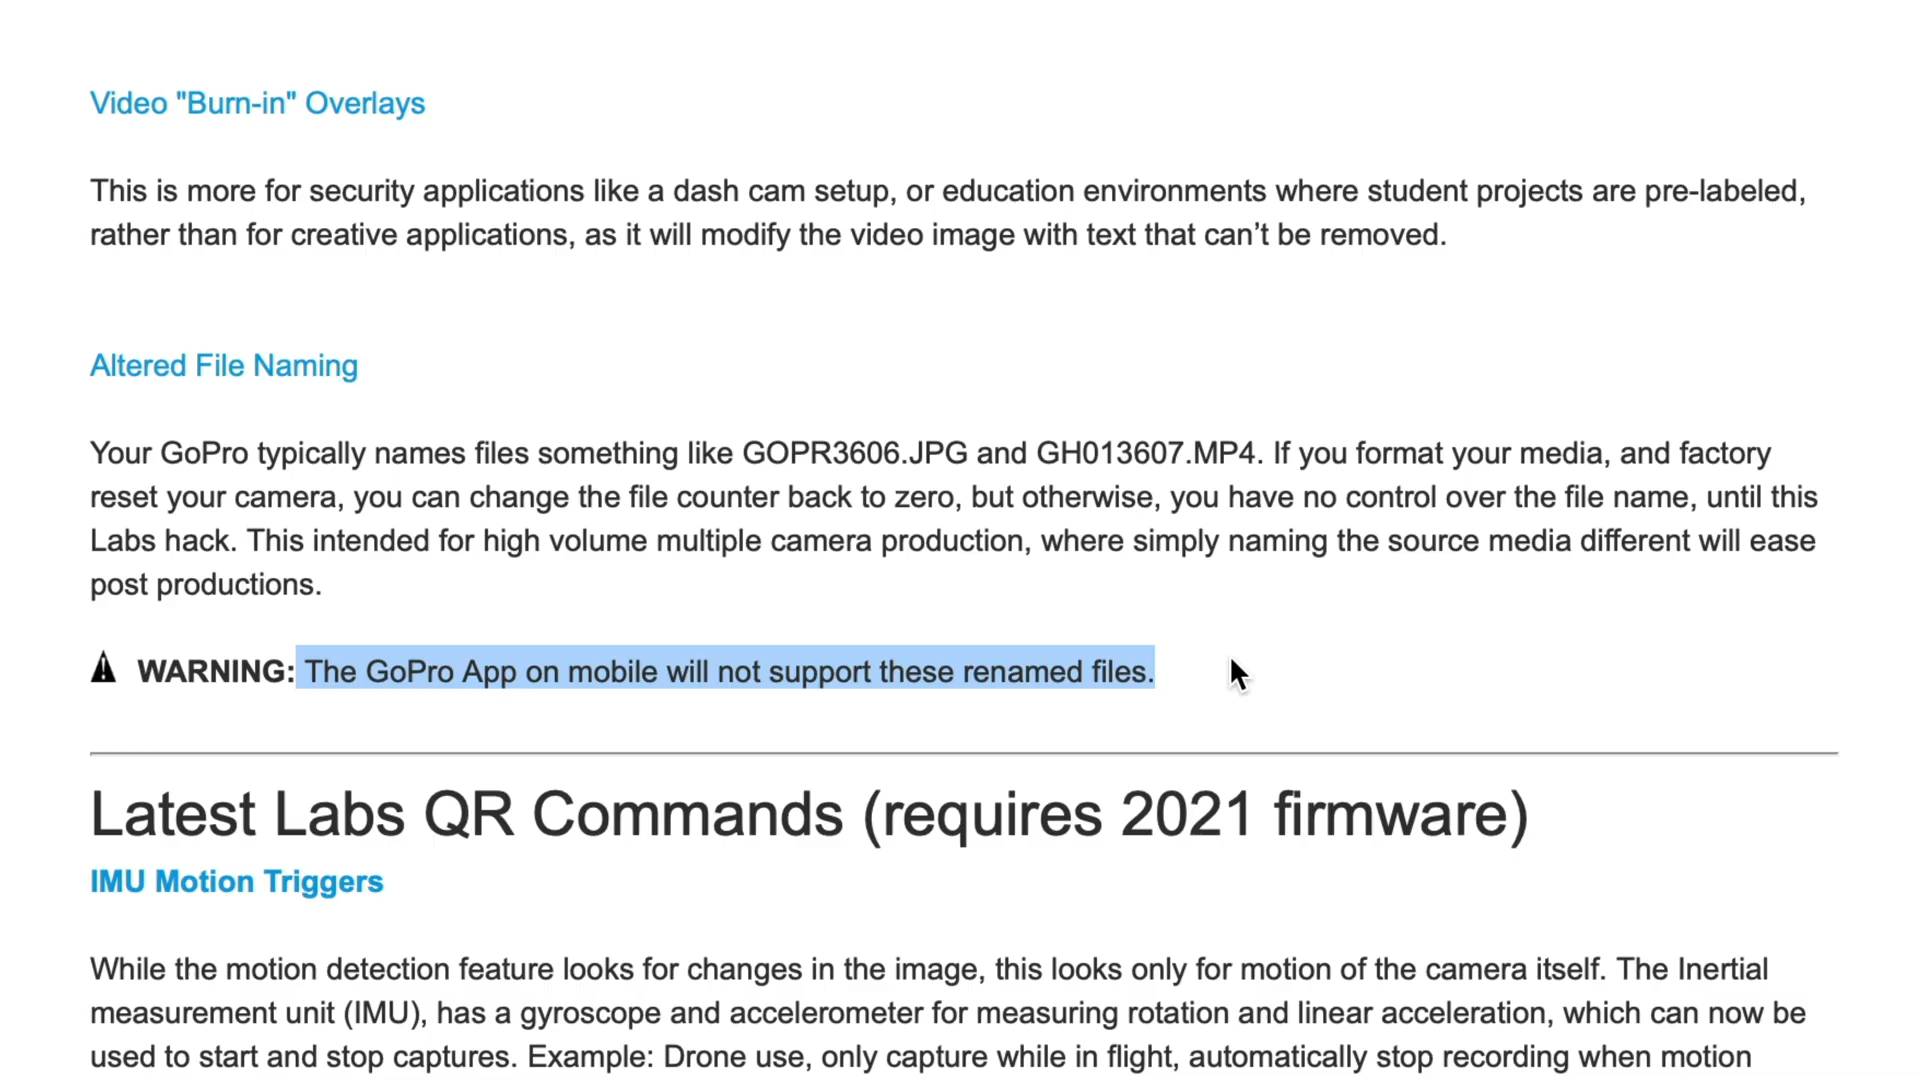 Video "Burn-in" Overlays
This is more for security applications like a dash cam setup, or education environments where student projects are pre-labeled,
rather than for creative applications, as it will modify the video image with text that can’t be removed.
Altered File Naming
Your GoPro typically names files something like GOPR3606.JPG and GH013607.MP4. If you format your media, and factory
reset your camera, you can change the file counter back to zero, but otherwise, you have no control over the file name, until this
Labs hack. This intended for high volume multiple camera production, where simply naming the source media different will ease
post productions.
WARNING: The GoPro App on mobile will not support these renamed files.
Latest Labs QR Commands (requires 2021 firmware)
IMU Motion Triggers
While the motion detection feature looks for changes in the image, this looks only for motion of the camera itself. The Inertial
measurement unit (IMU), has a gyroscope and accelerometer for measuring rotation and linear acceleration, which can now be
used to start and stop captures. Example: Drone use, only capture while in flight, automatically stop recording when motion